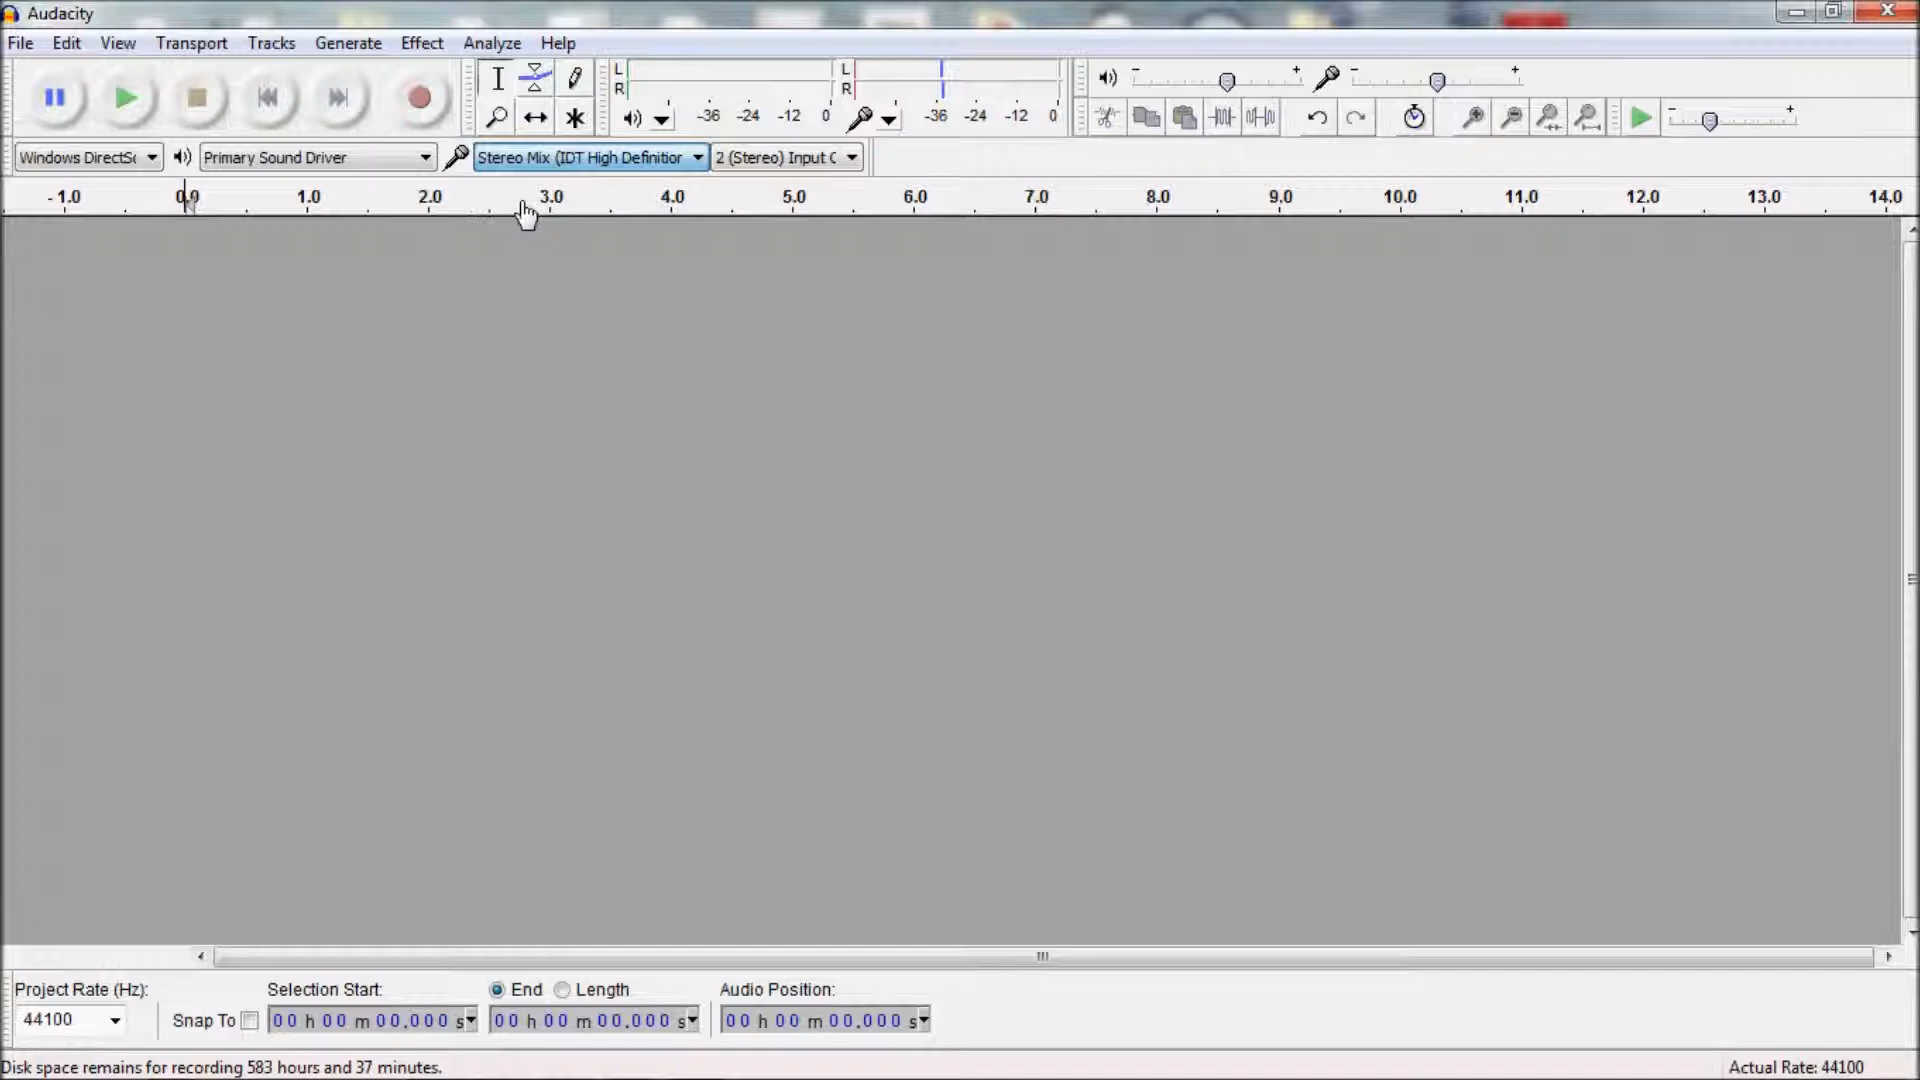 Audacity
File Edit View Transport Tracks Generate Effect Analyze Help
L
R
-36 -24 -12 0
L
R
-36 -24 -12 0
- + - +
- +
Windows DirectSo Primary Sound Driver Stereo Mix (IDT High Definition 2 (Stereo) Input C
- 1.0 0.0 1.0 2.0 3.0 4.0 5.0 6.0 7.0 8.0 9.0 10.0 11.0 12.0 13.0 14.0
Project Rate (Hz): Selection Start: End Length Audio Position:
44100 Snap To 00 h 00 m 00.000 s 00 h 00 m 00.000 s 00 h 00 m 00.000 s
Disk space remains for recording 583 hours and 37 minutes. Actual Rate: 44100